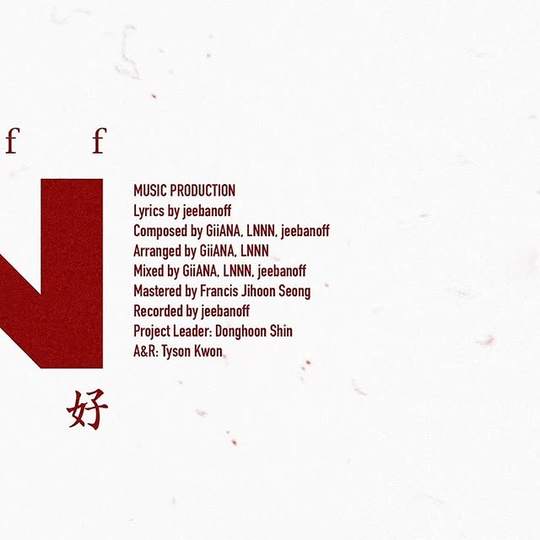 f f
N
MUSIC PRODUCTION
Lyrics by jeebanoff
Composed by GiiANA, LNNN, jeebanoff
Arranged by GiiANA, LNNN
Mixed by GiiANA, LNNN, jeebanoff
Mastered by Francis Jihoon Seong
Recorded by jeebanoff
Project Leader: Donghoon Shin
A&R: Tyson Kwon
好